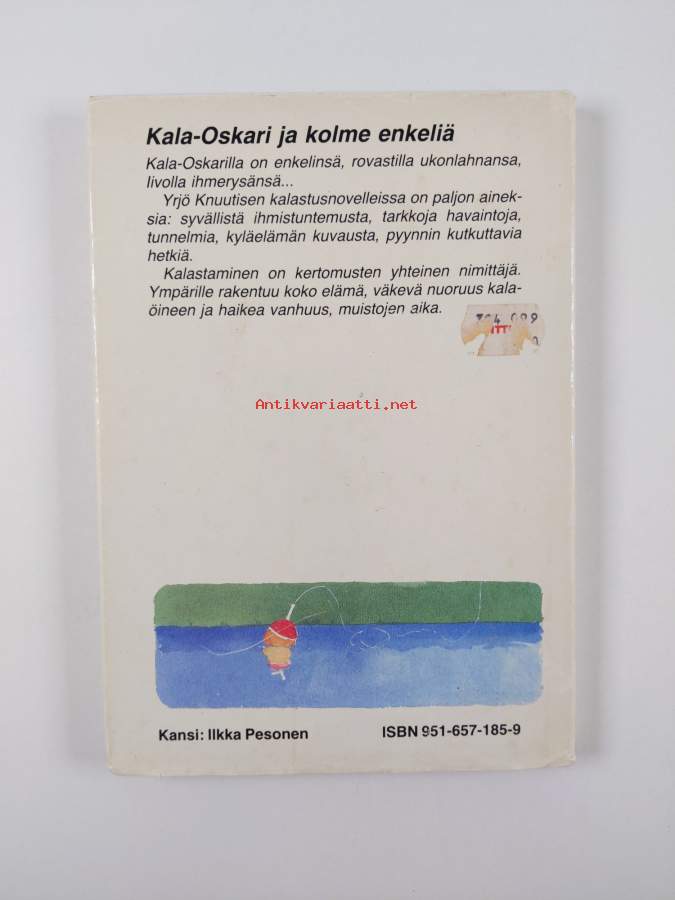 Kala-Oskari ja kolme enkeliä
Kala-Oskarilla on enkelinsä, rovastilla ukonlahnansa,
Iivolla ihmerysänsä...
Yrjö Knuutisen kalastusnovelleissa on paljon ainek-
sia: syvällistä ihmistuntemusta, tarkkoja havaintoja,
tunnelmia, kyläelämän kuvausta, pyynnin kutkuttavia
hetkiä.
Kalastaminen on kertomusten yhteinen nimittäjä.
Ympärille rakentuu koko elämä, väkevä nuoruus kala-
öineen ja haikea vanhuus, muistojen aika.
Antikvariaatti.net
Kansi: Ilkka Pesonen
ISBN 951-657-185-9